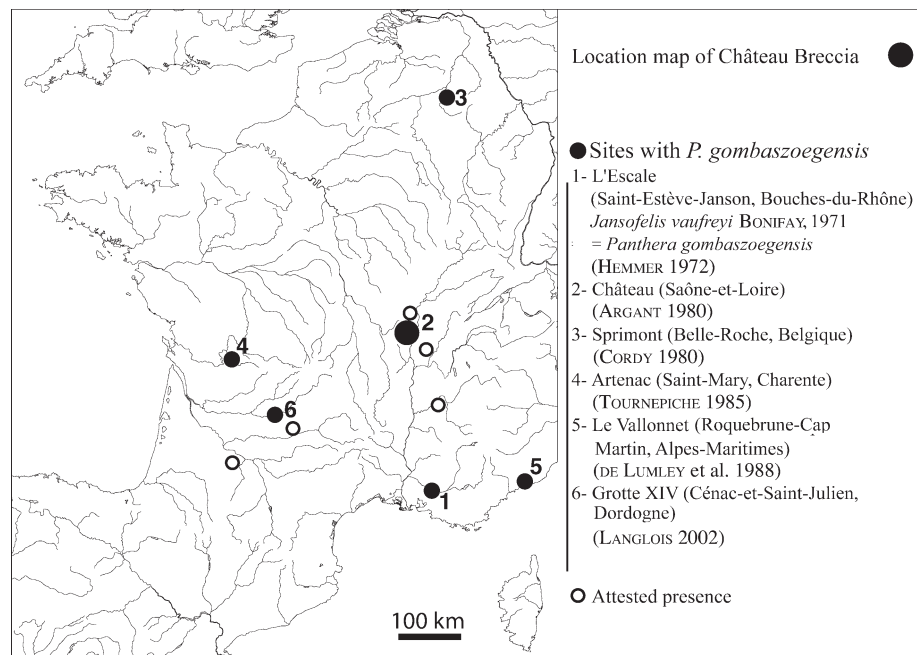 Location map of Château Breccia
Sites with P. gombaszoegensis
1- L'Escale
(Saint-Estève-Janson, Bouches-du-Rhône)
Jansofelis vaufreyi BONIFAY, 1971
= Panthera gombaszoegensis
(HEMMER 1972)
2- Château (Saône-et-Loire)
(ARGANT 1980)
3- Sprimont (Belle-Roche, Belgique)
(CORDY 1980)
4- Artenac (Saint-Mary, Charente)
(TOURNEPICHE 1985)
5- Le Vallonnet (Roquebrune-Cap
Martin, Alpes-Maritimes)
(DE LUMLEY et al. 1988)
6- Grotte XIV (Cénac-et-Saint-Julien,
Dordogne)
(LANGLOIS 2002)
Attested presence
3
2
4
6
5
1
100 km